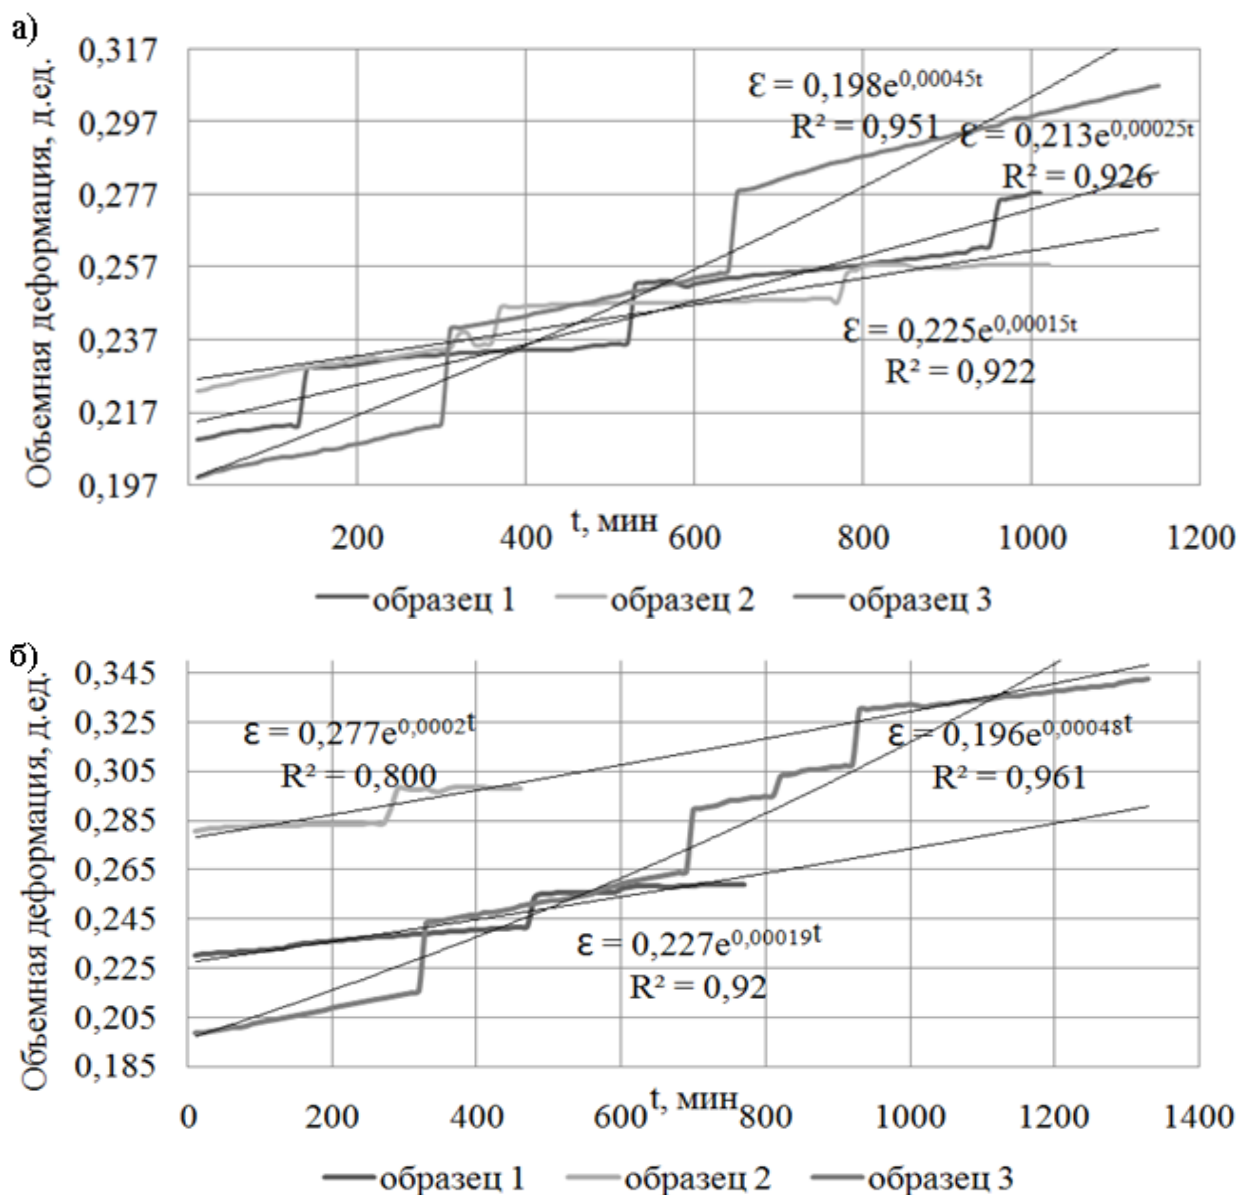 а)
Объемная деформация, д.ед.
0,317
0,297
0,277
0,257
0,237
0,217
0,197
Ɛ = 0,198e^0,00045t
R² = 0,951
Ɛ = 0,213e^0,00025t
R² = 0,926
Ɛ = 0,225e^0,00015t
R² = 0,922
t, мин
200 400 600 800 1000 1200
образец 1 образец 2 образец 3
б)
Объемная деформация, д.ед.
0,345
0,325
0,305
0,285
0,265
0,245
0,225
0,205
0,185
Ɛ = 0,277e^0,0002t
R² = 0,800
Ɛ = 0,196e^0,00048t
R² = 0,961
Ɛ = 0,227e^0,00019t
R² = 0,92
t, мин
0 200 400 600 800 1000 1200 1400
образец 1 образец 2 образец 3